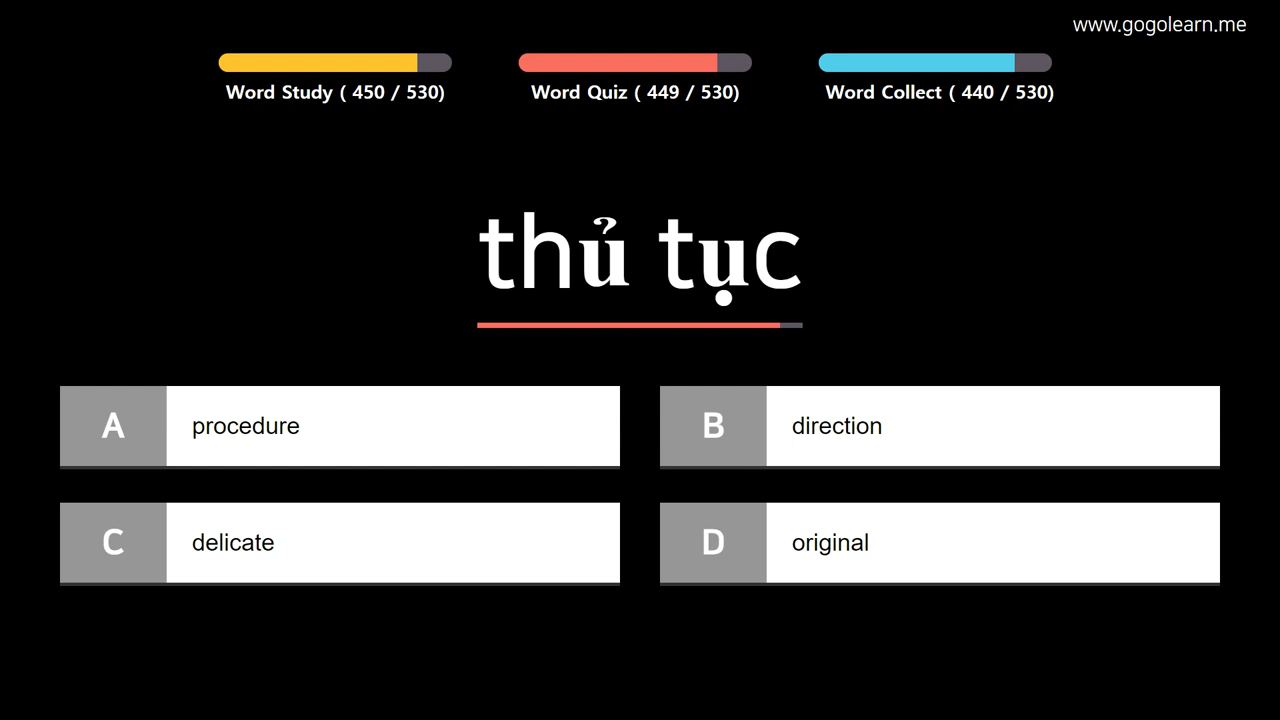 www.gogolearn.me
Word Study ( 450 / 530)
Word Quiz ( 449 / 530)
Word Collect ( 440 / 530)
thủ tục
A procedure
B direction
C delicate
D original